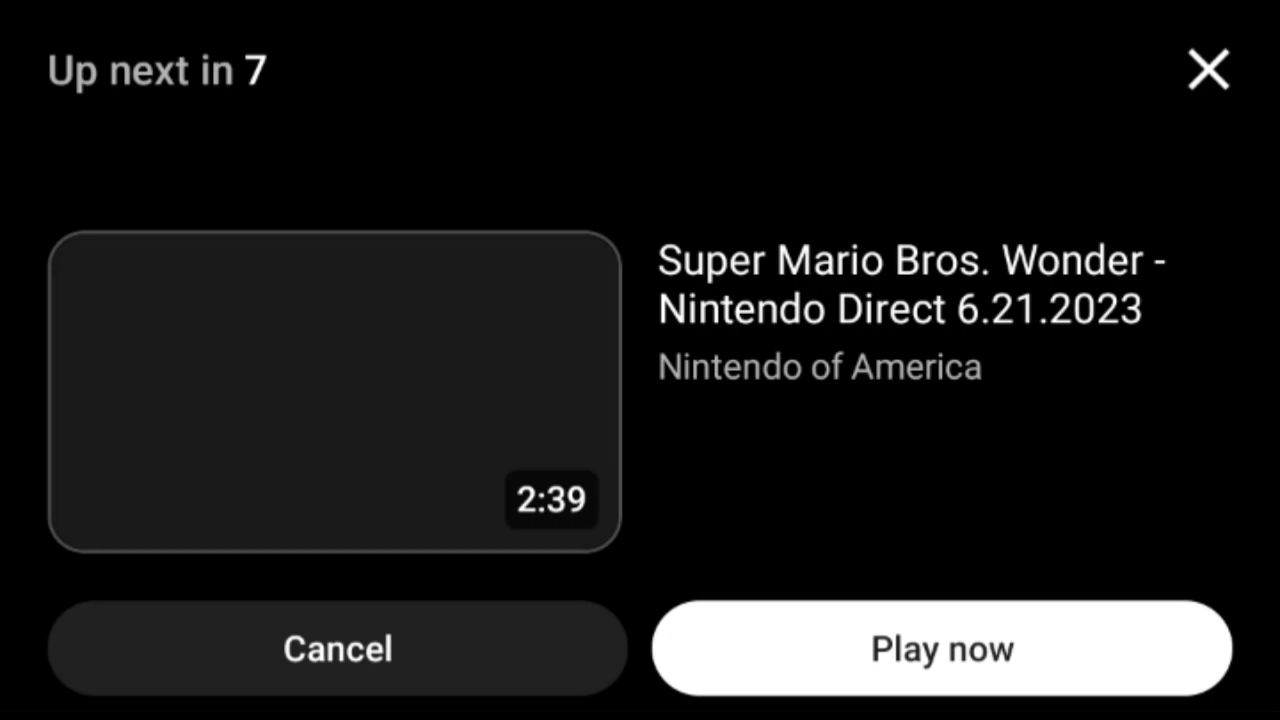 Up next in 7
Super Mario Bros. Wonder -
Nintendo Direct 6.21.2023
Nintendo of America
2:39
Cancel
Play now